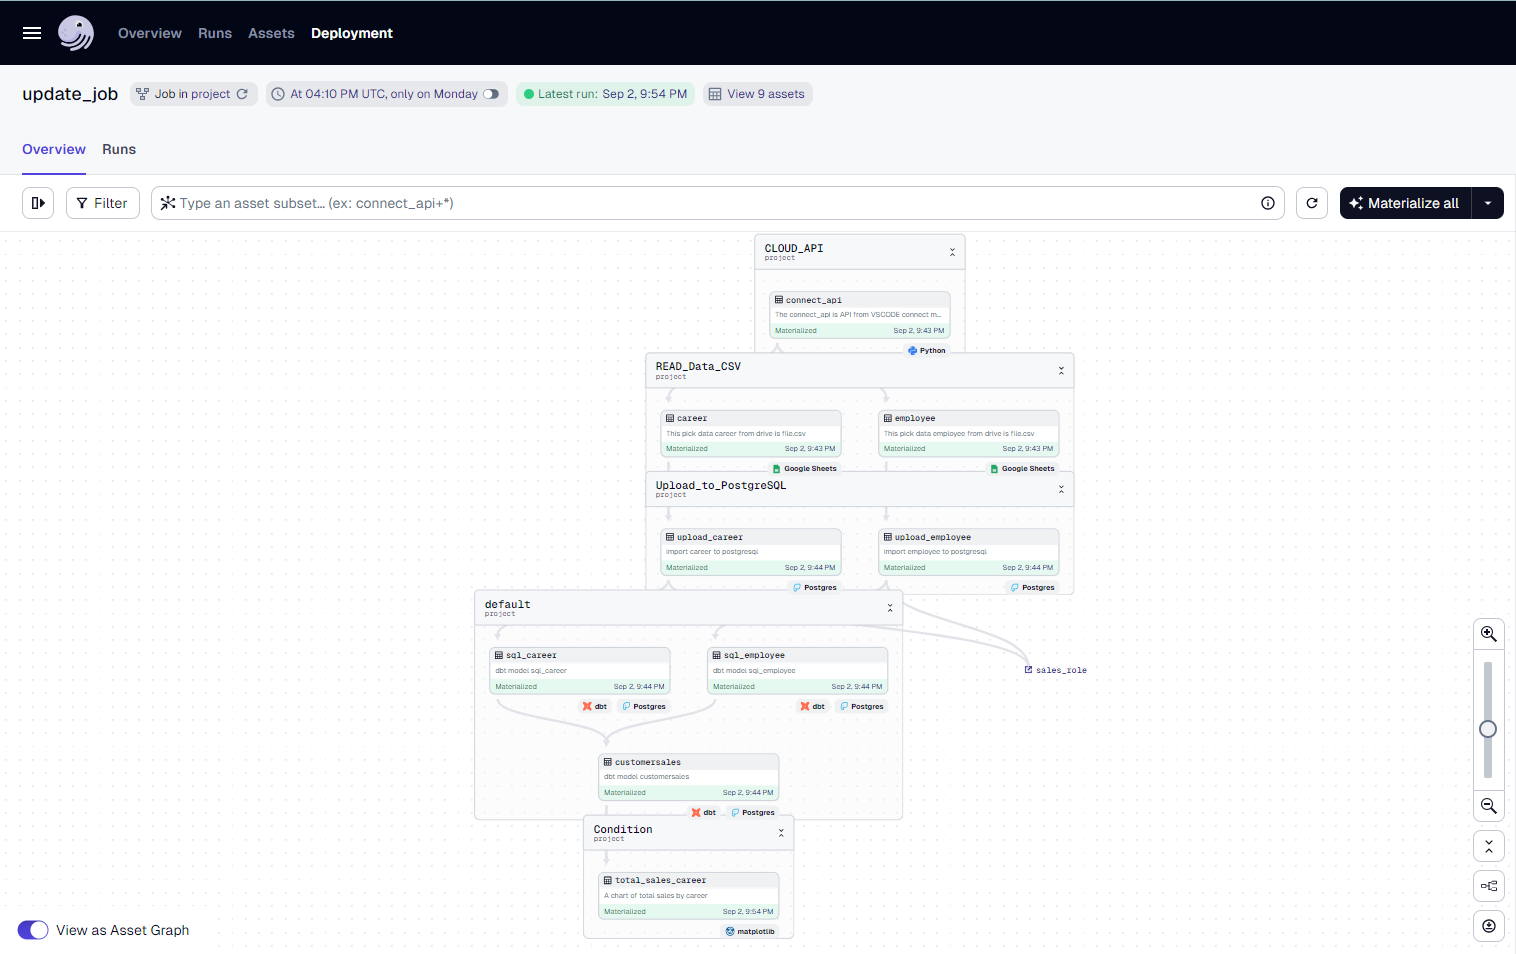 Overview Runs Assets Deployment
update_job Job in project At 04:10 PM UTC, only on Monday Latest run: Sep 2, 9:54 PM View 9 assets
Overview Runs
Filter Type an asset subset... (ex: connect_api+*) Materialize all
CLOUD_API
project
connect_api
The connect_api is API from VSCODE connect m...
Materialized Sep 2, 9:43 PM
Python
READ_Data_CSV
project
career employee
This pick data career from drive is file.csv This pick data employee from drive is file.csv
Materialized Sep 2, 9:43 PM Materialized Sep 2, 9:43 PM
Google Sheets Google Sheets
Upload_to_PostgreSQL
project
upload_career upload_employee
import career to postgresql import employee to postgresql
Materialized Sep 2, 9:44 PM Materialized Sep 2, 9:44 PM
Postgres Postgres
default
project
sql_career sql_employee
dbt model sql_career dbt model sql_employee
sales_role
Materialized Sep 2, 9:44 PM Materialized Sep 2, 9:44 PM
dbt Postgres dbt Postgres
customersales
dbt model customersales
Materialized Sep 2, 9:44 PM
dbt Postgres
Condition
project
total_sales_career
A chart of total sales by career
Materialized Sep 2, 9:54 PM
matplotlib
View as Asset Graph